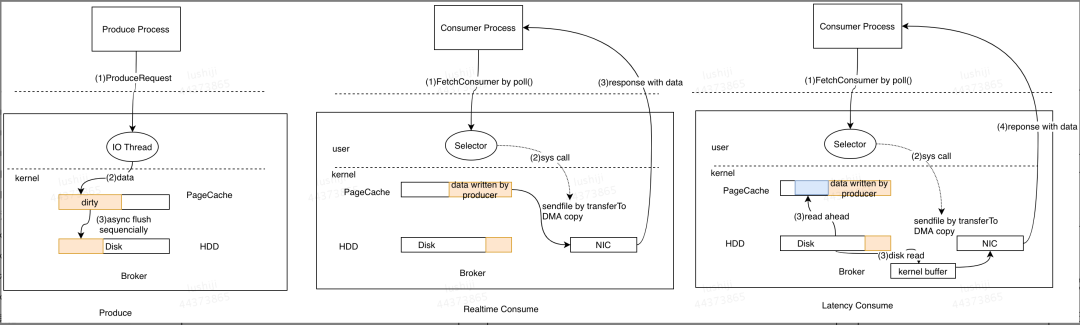 Produce Process
(1)ProduceRequest
IO Thread
kernel
(2)data
dirty
PageCache
(3)async flush
sequencially
Disk
HDD
Broker
Produce
Consumer Process
(1)FetchConsumer by poll()
(3)response with data
Selector
user
(2)sys call
kernel
PageCache
data written by
producer
sendfile by transferTo
DMA copy
HDD
Disk
NIC
Broker
Realtime Consume
Consumer Process
(1)FetchConsumer by poll()
(4)reponse with data
Selector
user
(2)sys call
kernel
PageCache
data written by
producer
(3)read ahead
sendfile by transferTo
DMA copy
HDD
Disk
NIC
(3)disk read
kernel buffer
Broker
Latency Consume
lushiji
44373865